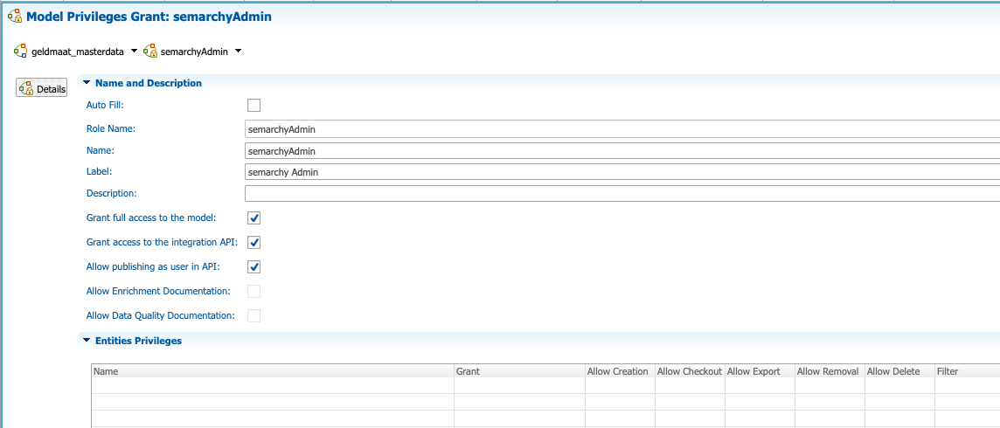 Model Privileges Grant: semarchyAdmin
geldmaat_masterdata semarchyAdmin
Details
Name and Description
Auto Fill:
Role Name: semarchyAdmin
Name: semarchyAdmin
Label: semarchy Admin
Description:
Grant full access to the model:
Grant access to the integration API:
Allow publishing as user in API:
Allow Enrichment Documentation:
Allow Data Quality Documentation:
Entities Privileges
Name Grant Allow Creation Allow Checkout Allow Export Allow Removal Allow Delete Filter